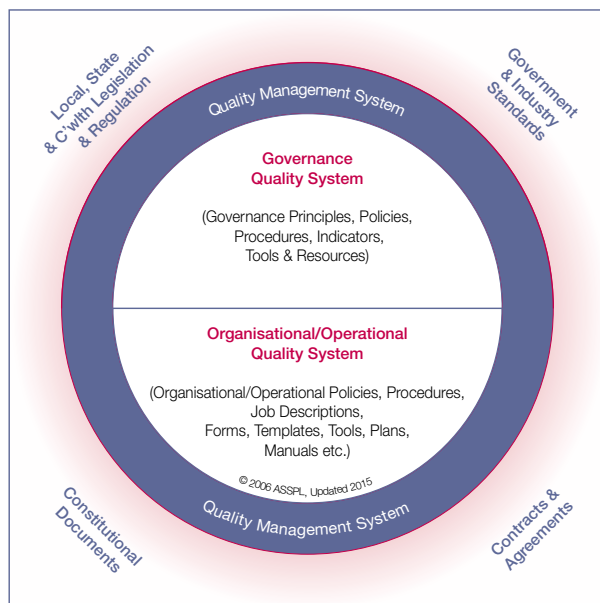 Local, State
& C'wlth Legislation
& Regulation
Government
& Industry
Standards
Quality Management System
Governance
Quality System
(Governance Principles, Policies,
Procedures, Indicators,
Tools & Resources)
Organisational/Operational
Quality System
(Organisational/Operational Policies, Procedures,
Job Descriptions,
Forms, Templates, Tools, Plans,
Manuals etc.)
© 2006 ASSPL, Updated 2015
Quality Management System
Constitutional
Documents
Contracts &
Agreements